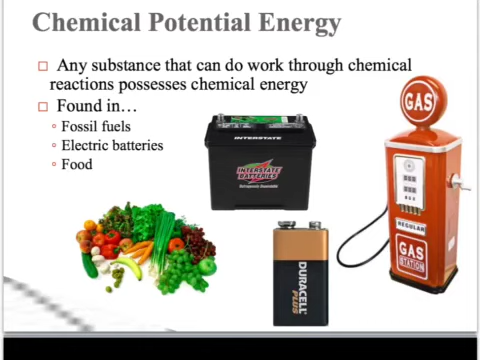 Chemical Potential Energy
Any substance that can do work through chemical
reactions possesses chemical energy
Found in…
Fossil fuels
Electric batteries
Food
INTERSTATE
INTERSTATE
BATTERIES
DURACELL
PLUS
GAS
REGULAR
GAS
STATION